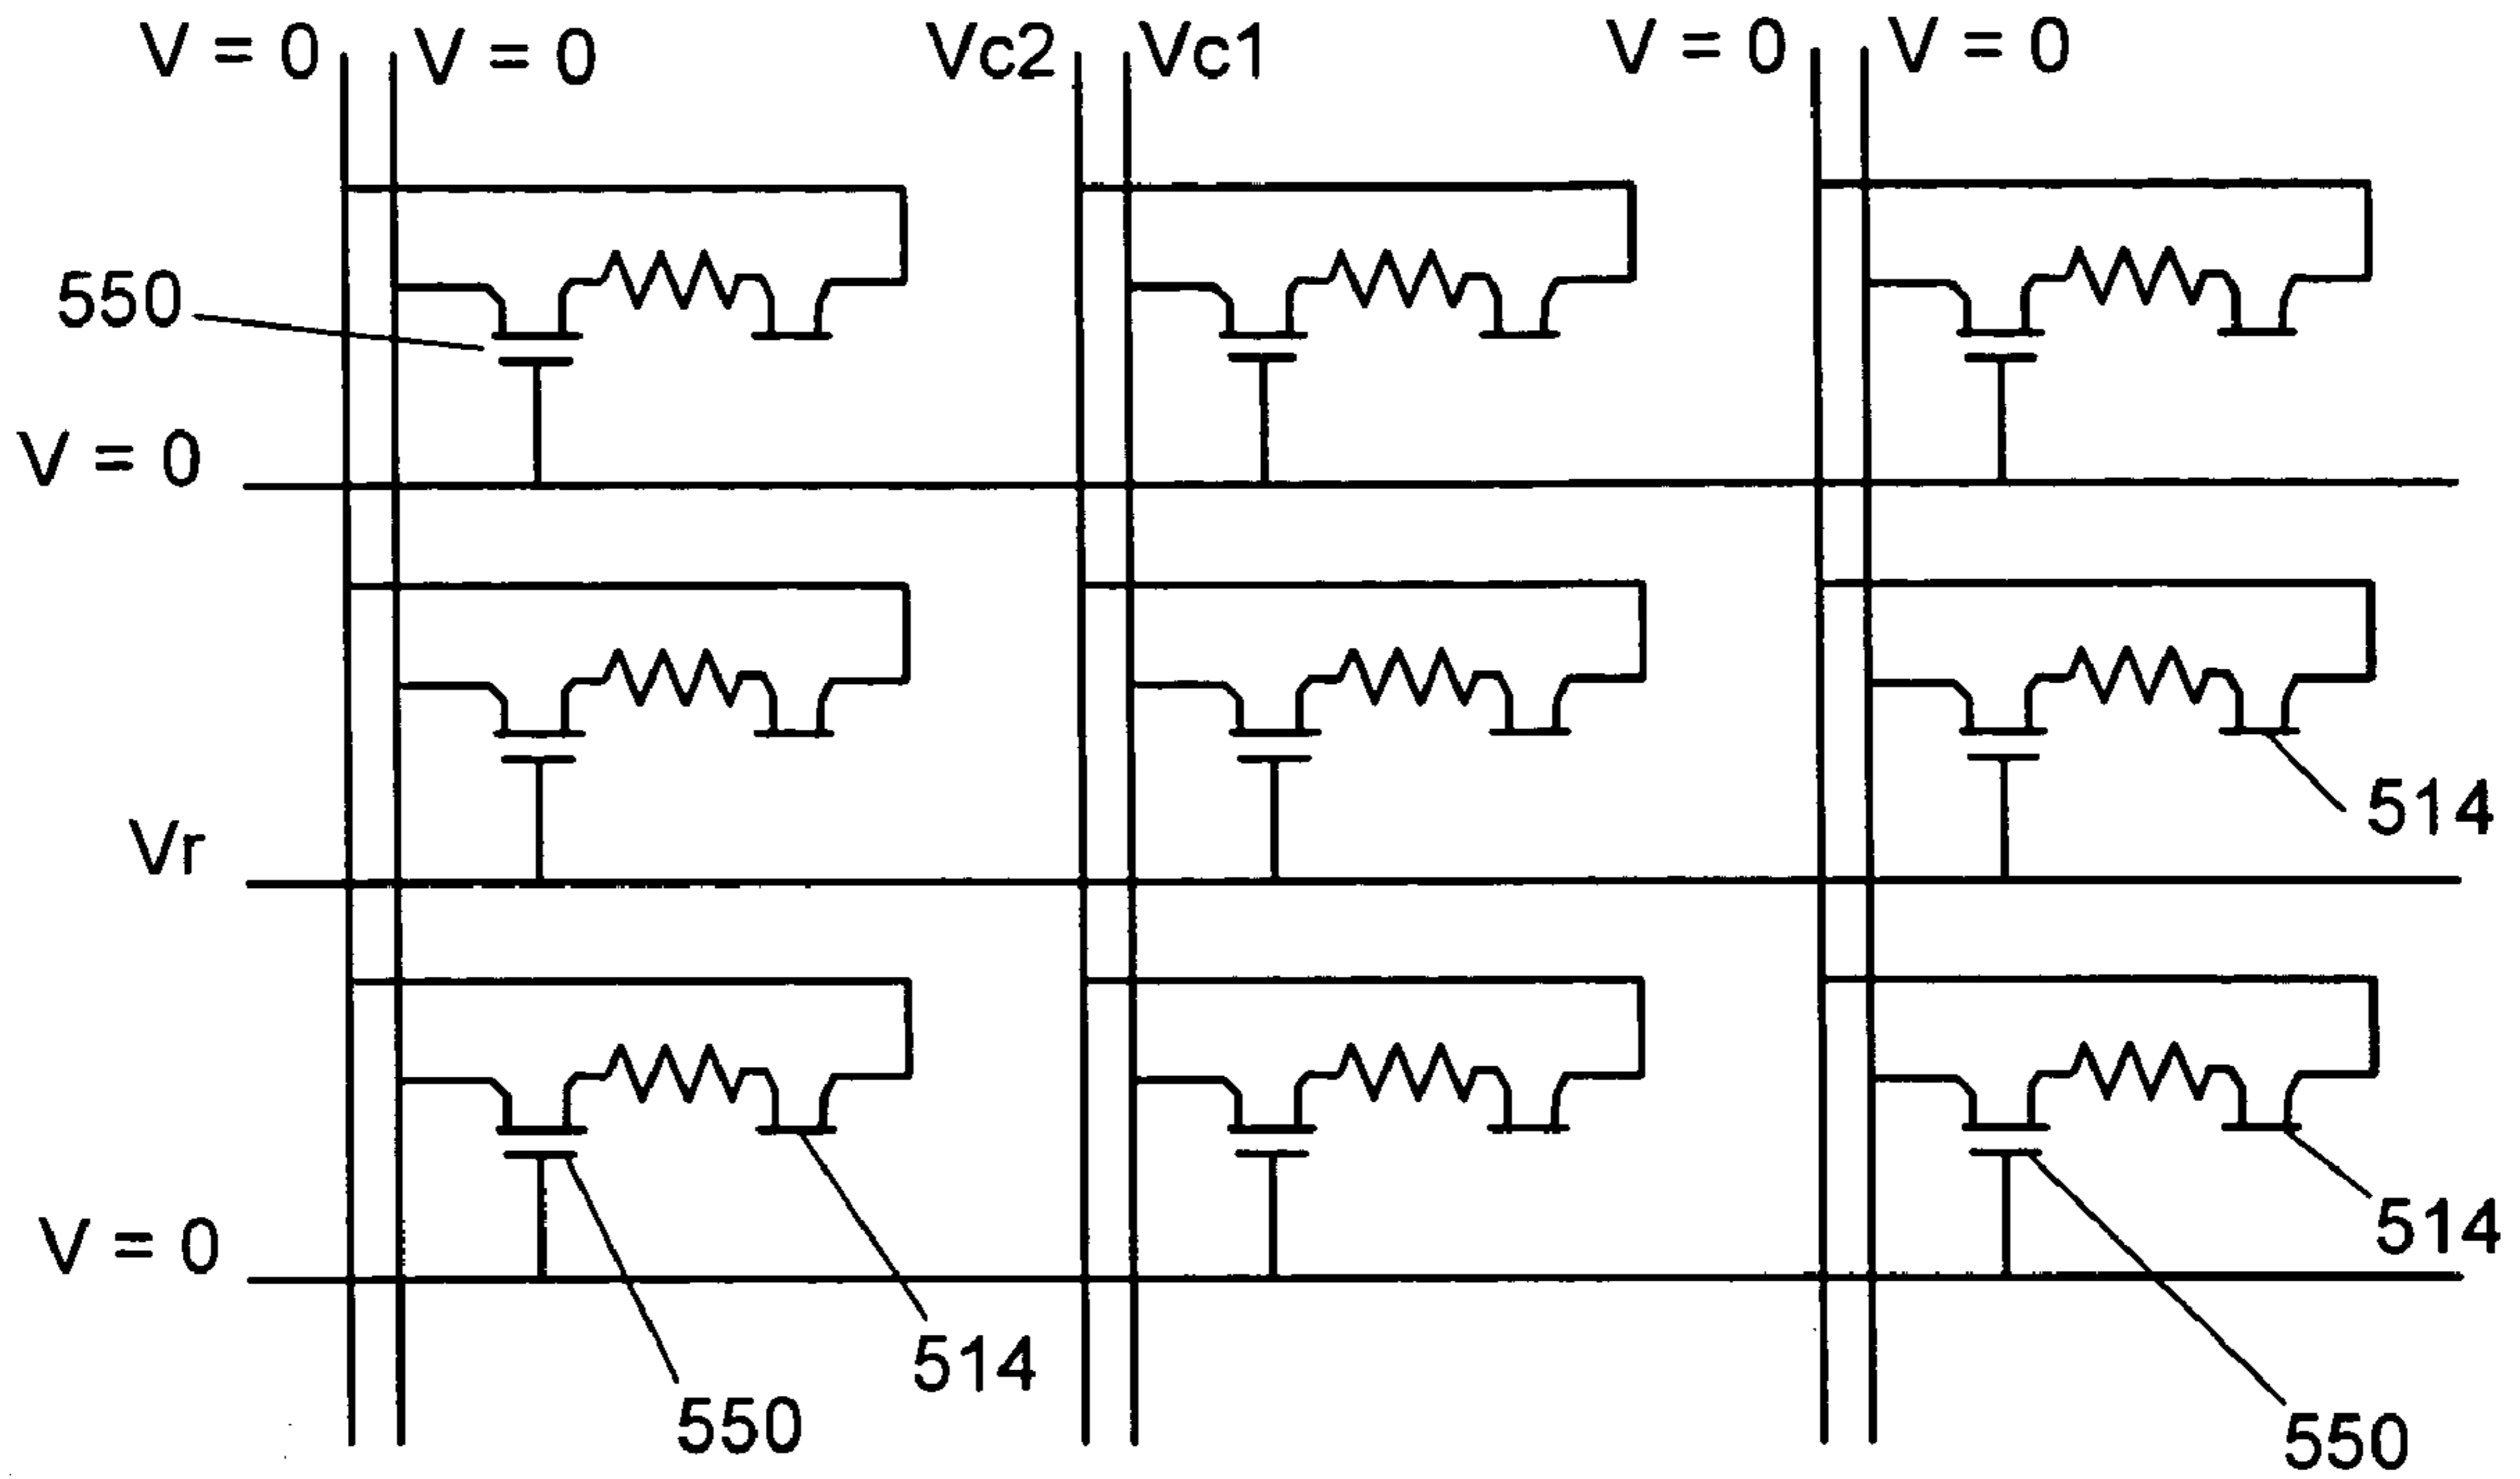 V = 0 V = 0 Vc2 Vc1 V = 0 V = 0
550
V = 0
514
Vr
514
V = 0
514
550
550